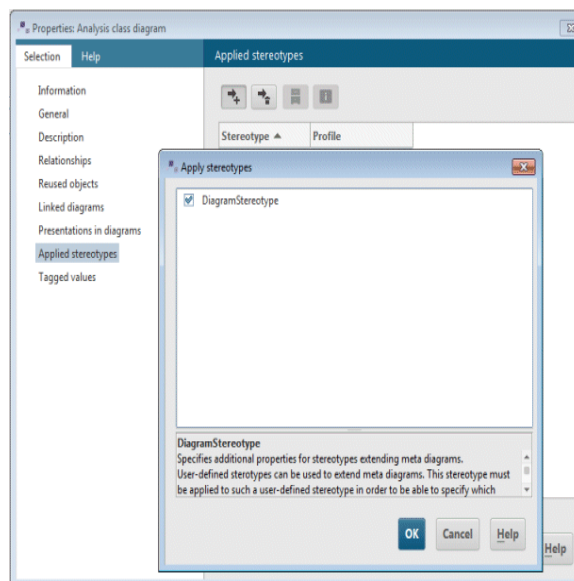 Properties: Analysis class diagram
Selection Help Applied stereotypes
Information
General
Description
Relationships
Reused objects
Linked diagrams
Presentations in diagrams
Applied stereotypes
Tagged values
Stereotype Profile
Apply stereotypes
DiagramStereotype
DiagramStereotype
Specifies additional properties for stereotypes extending meta diagrams.
User-defined sterotypes can be used to extend meta diagrams. This stereotype must
be applied to such a user-defined stereotype in order to be able to specify which
OK Cancel Help
Help